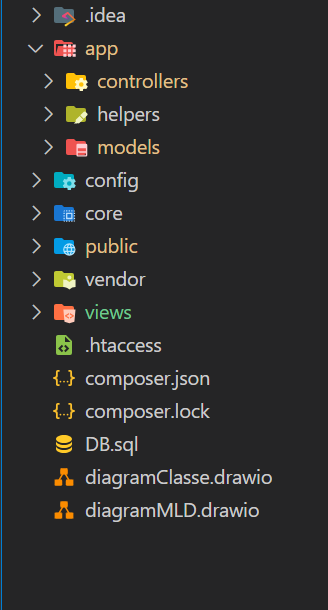 .idea
app
controllers
helpers
models
config
core
public
vendor
views
.htaccess
composer.json
composer.lock
DB.sql
diagramClasse.drawio
diagramMLD.drawio